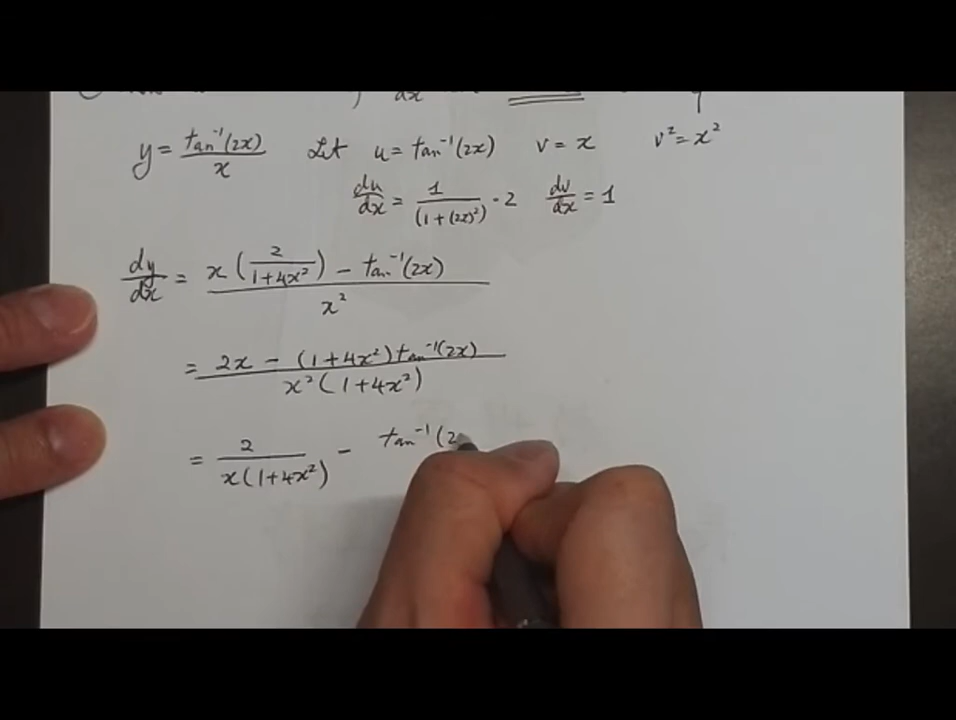 dx
y = tan⁻¹(2x)/x Let u = tan⁻¹(2x) v = x v² = x²
du/dx = 1/(1 + (2x)²) · 2 dv/dx = 1
dy/dx = (x(2/(1+4x²)) − tan⁻¹(2x))/x²
= (2x − (1+4x²)tan⁻¹(2x))/(x²(1+4x²))
= 2/(x(1+4x²)) − tan⁻¹(2